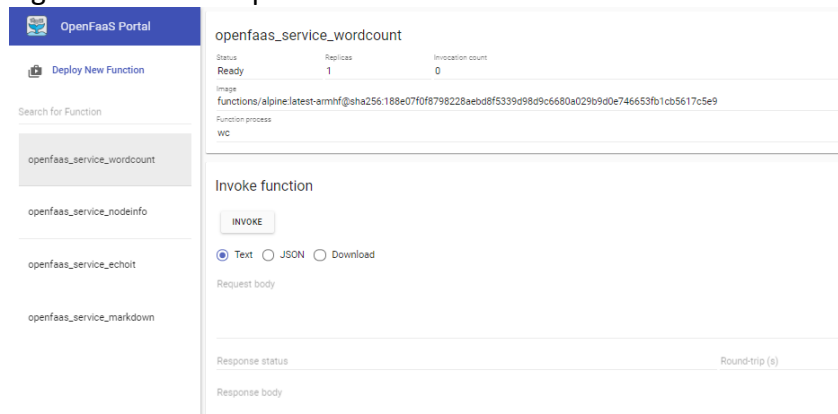 OpenFaaS Portal
Deploy New Function
Search for Function
openfaas_service_wordcount
openfaas_service_nodeinfo
openfaas_service_echoit
openfaas_service_markdown
openfaas_service_wordcount
Status Replicas Invocation count
Ready 1 0
Image
functions/alpine:latest-armhf@sha256:188e07f0f8798228aebd8f5339d98d9c6680a029b9d0e746653fb1cb5617c5e9
Function process
wc
Invoke function
INVOKE
Text JSON Download
Request body
Response status Round-trip (s)
Response body